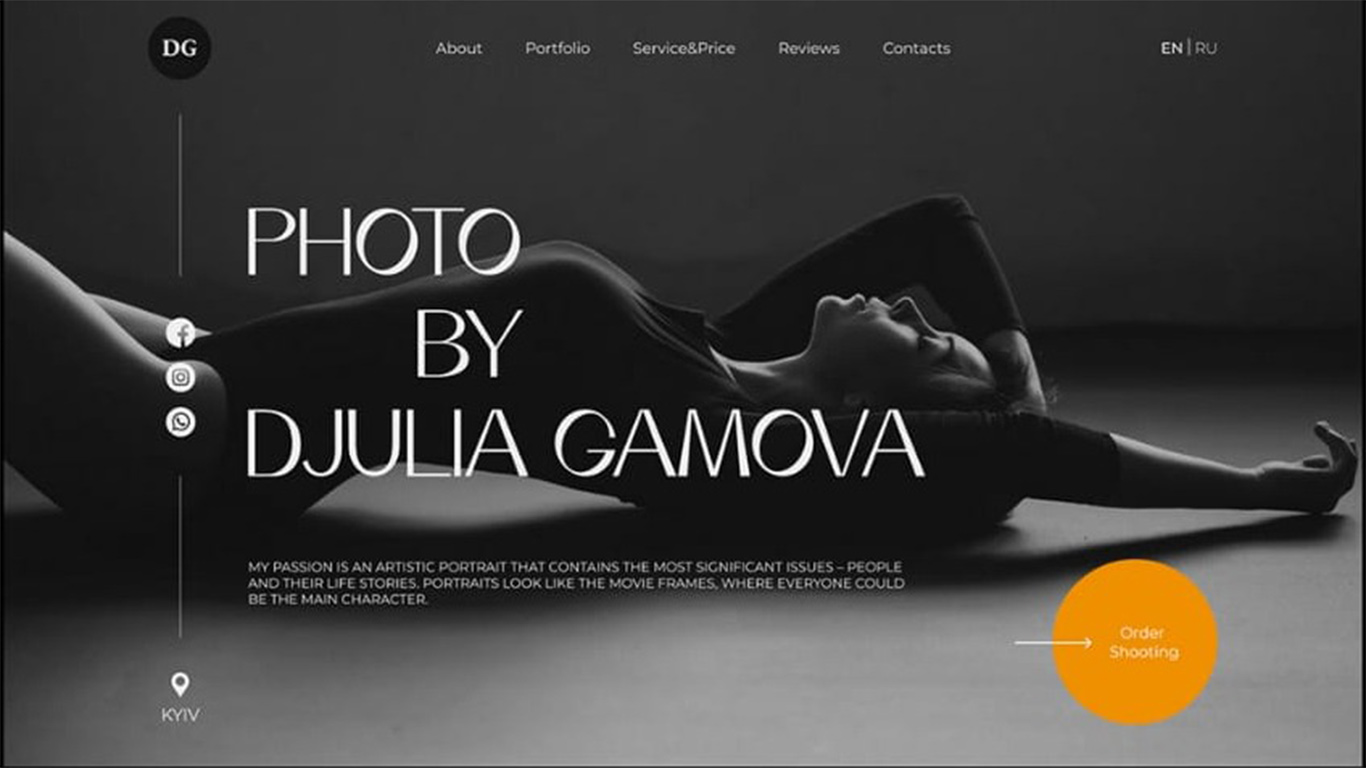 DG
About
Portfolio
Service&Price
Reviews
Contacts
EN | RU
PHOTO
BY
DJULIA GAMOVA
MY PASSION IS AN ARTISTIC PORTRAIT THAT CONTAINS THE MOST SIGNIFICANT ISSUES – PEOPLE
AND THEIR LIFE STORIES. PORTRAITS LOOK LIKE THE MOVIE FRAMES, WHERE EVERYONE COULD
BE THE MAIN CHARACTER.
Order
Shooting
KYIV